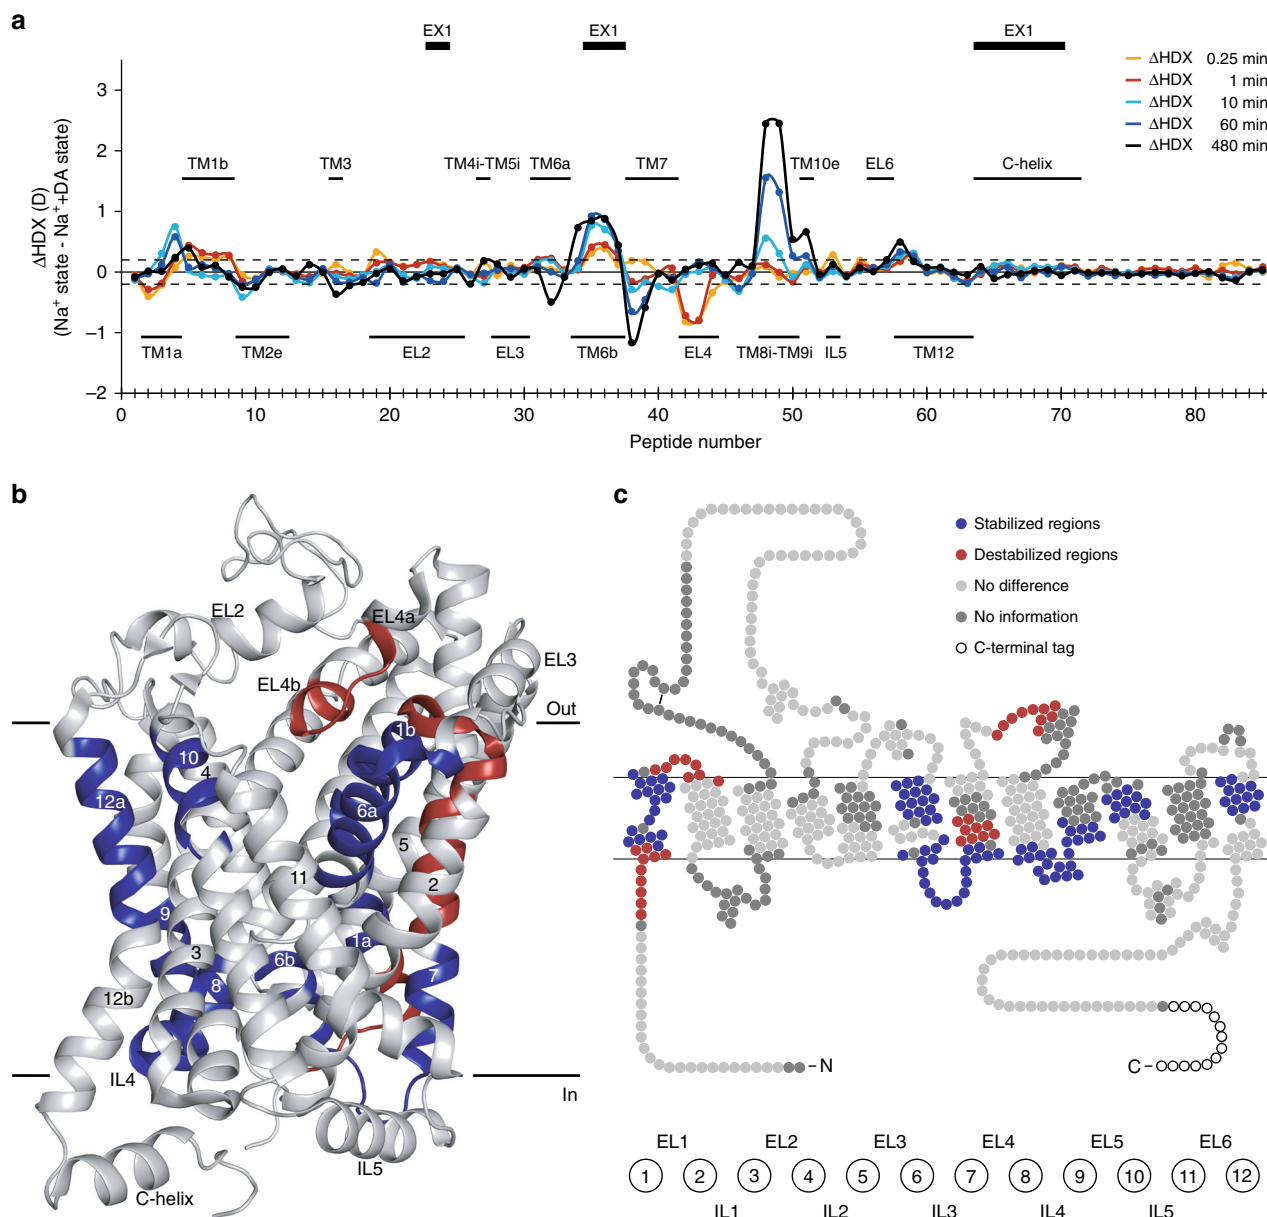 a
EX1 EX1 EX1
ΔHDX 0.25 min
ΔHDX 1 min
ΔHDX 10 min
ΔHDX 60 min
ΔHDX 480 min
ΔHDX (D)
(Na+ state - Na++DA state)
3
2
1
0
–1
–2
TM1b TM3 TM4i-TM5i TM6a TM7 TM10e EL6 C-helix
TM1a TM2e EL2 EL3 TM6b EL4 TM8i-TM9i IL5 TM12
0 10 20 30 40 50 60 70 80
Peptide number
b
EL2
EL4a
EL3
EL4b
Out
1b
10
4
12a
6a
5
11
2
9
1a
3
6b
7
8
12b
IL4
In
IL5
C-helix
c
Stabilized regions
Destabilized regions
No difference
No information
C-terminal tag
N
C
EL1 EL2 EL3 EL4 EL5 EL6
1 2 3 4 5 6 7 8 9 10 11 12
IL1 IL2 IL3 IL4 IL5